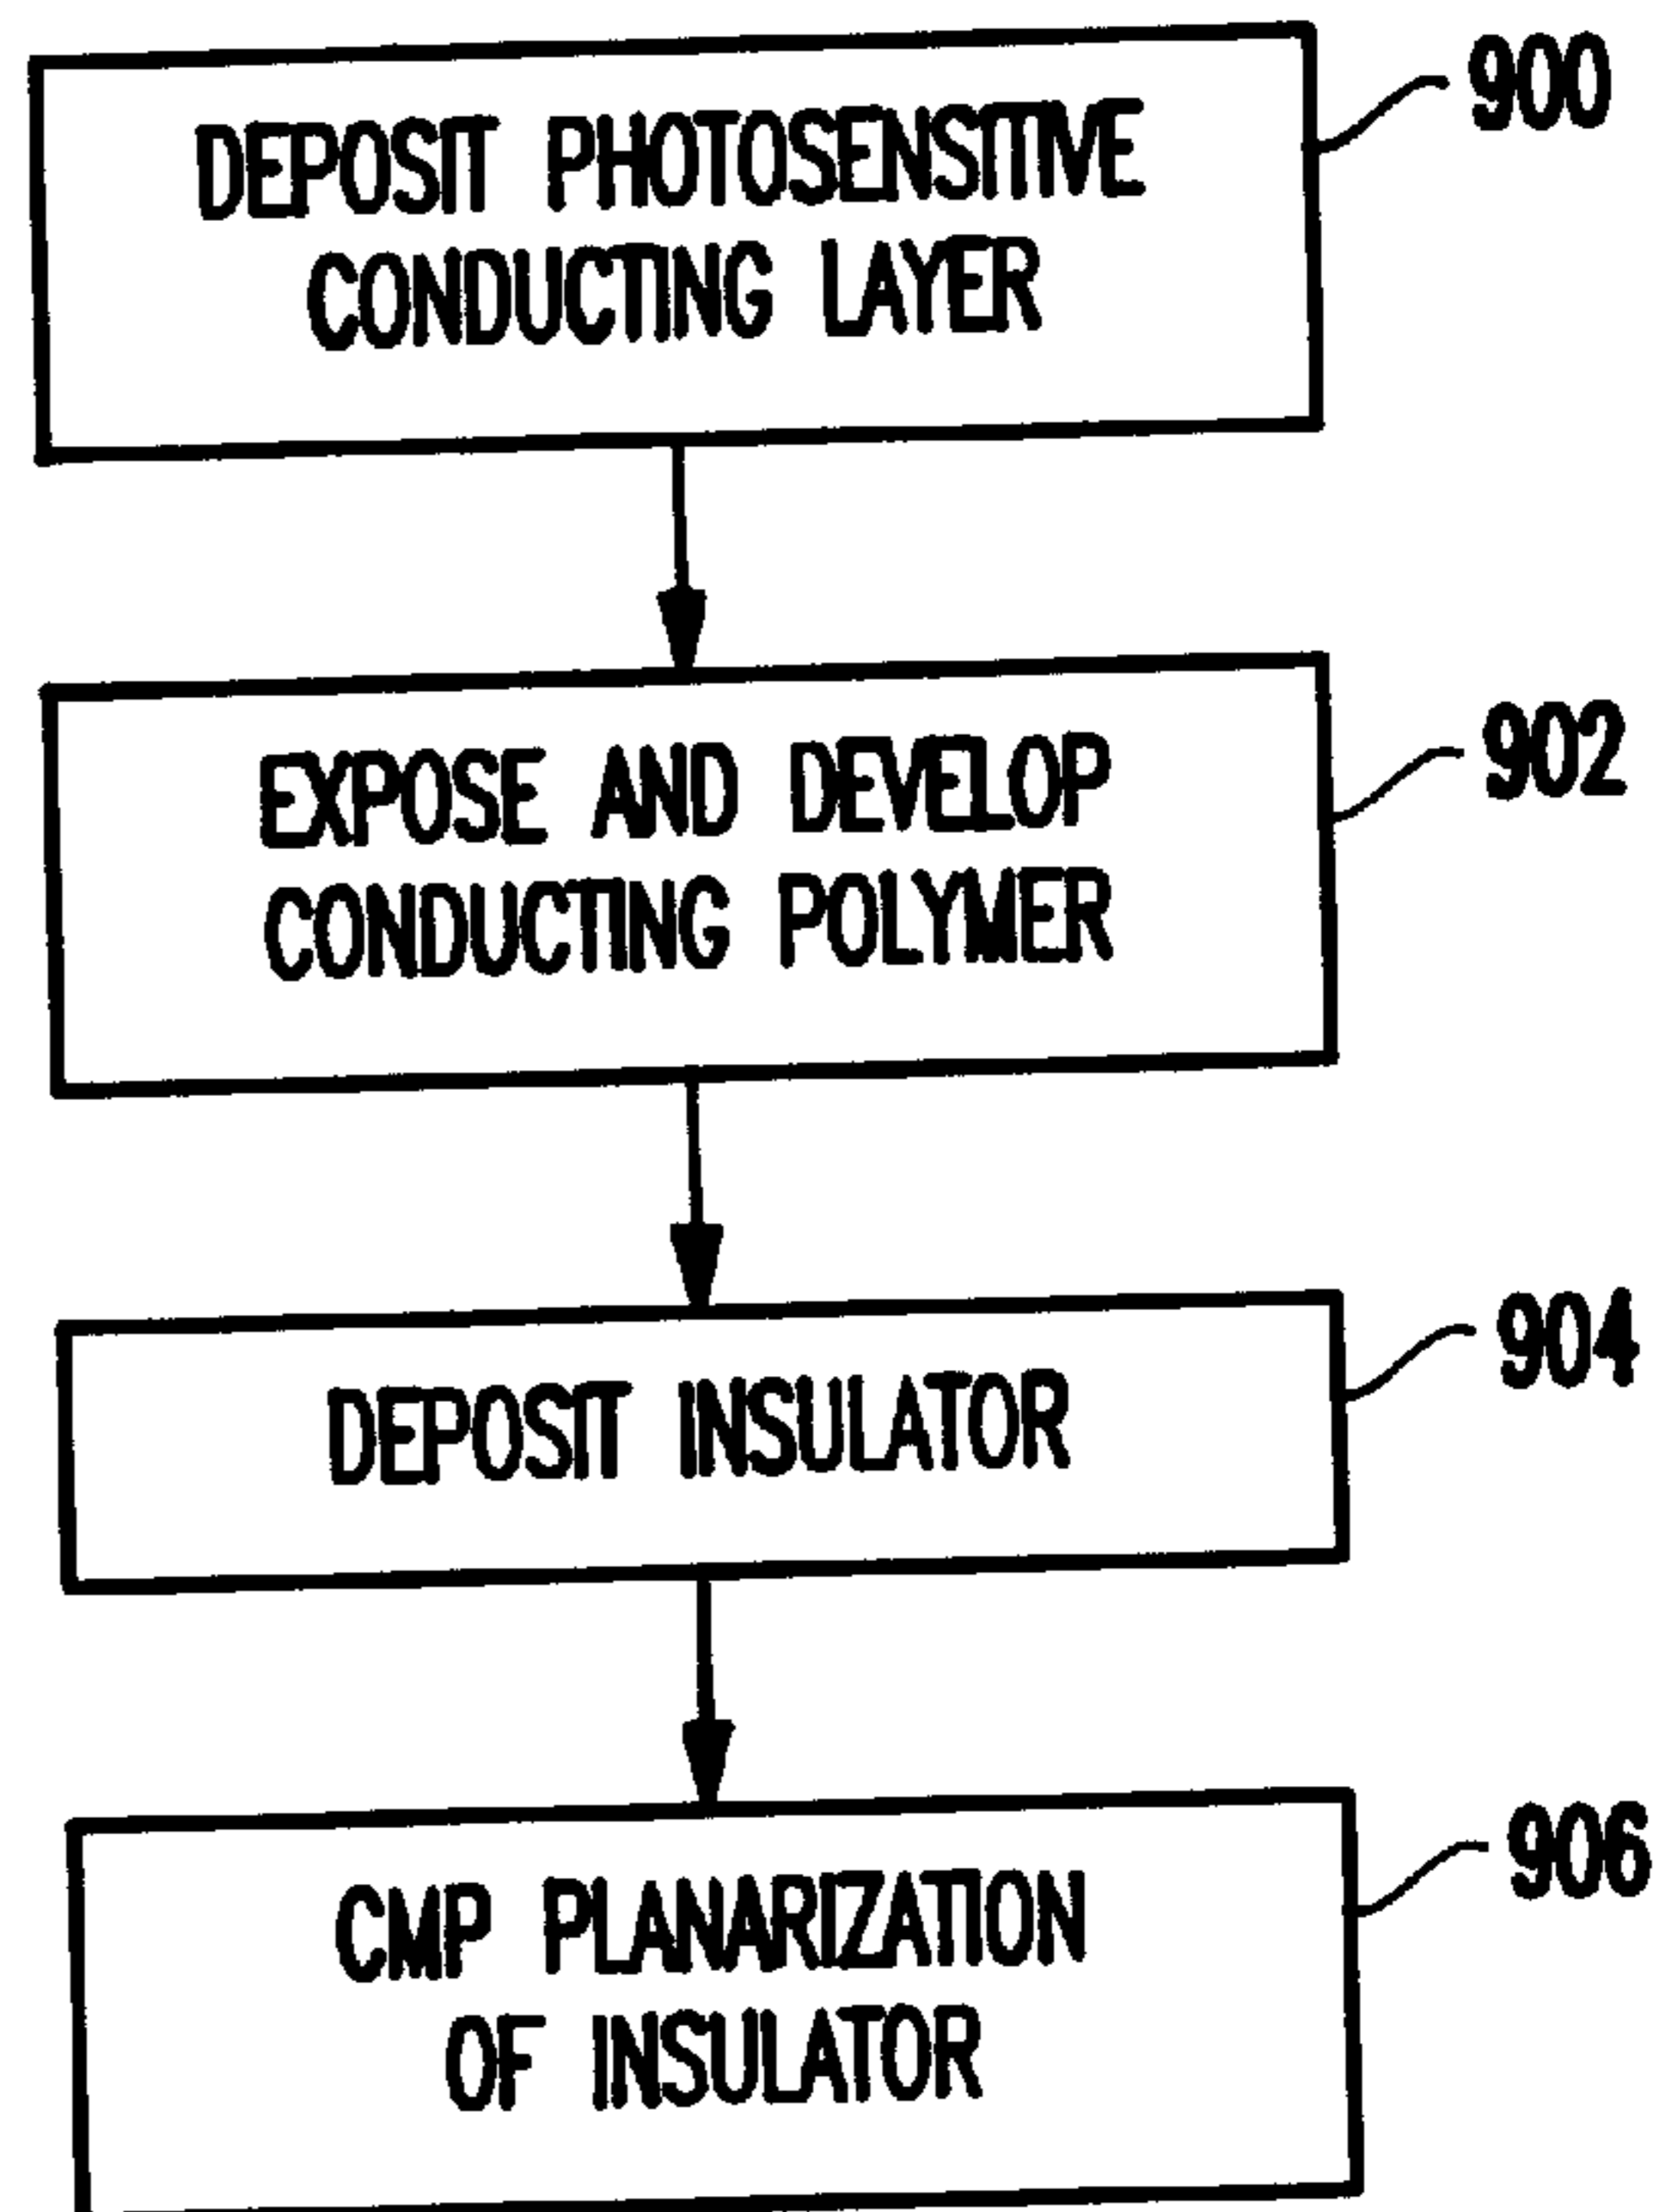 DEPOSIT PHOTOSENSITIVE
CONDUCTING LAYER
900
EXPOSE AND DEVELOP
CONDUCTING POLYMER
902
DEPOSIT INSULATOR
904
CMP PLANARIZATION
OF INSULATOR
906